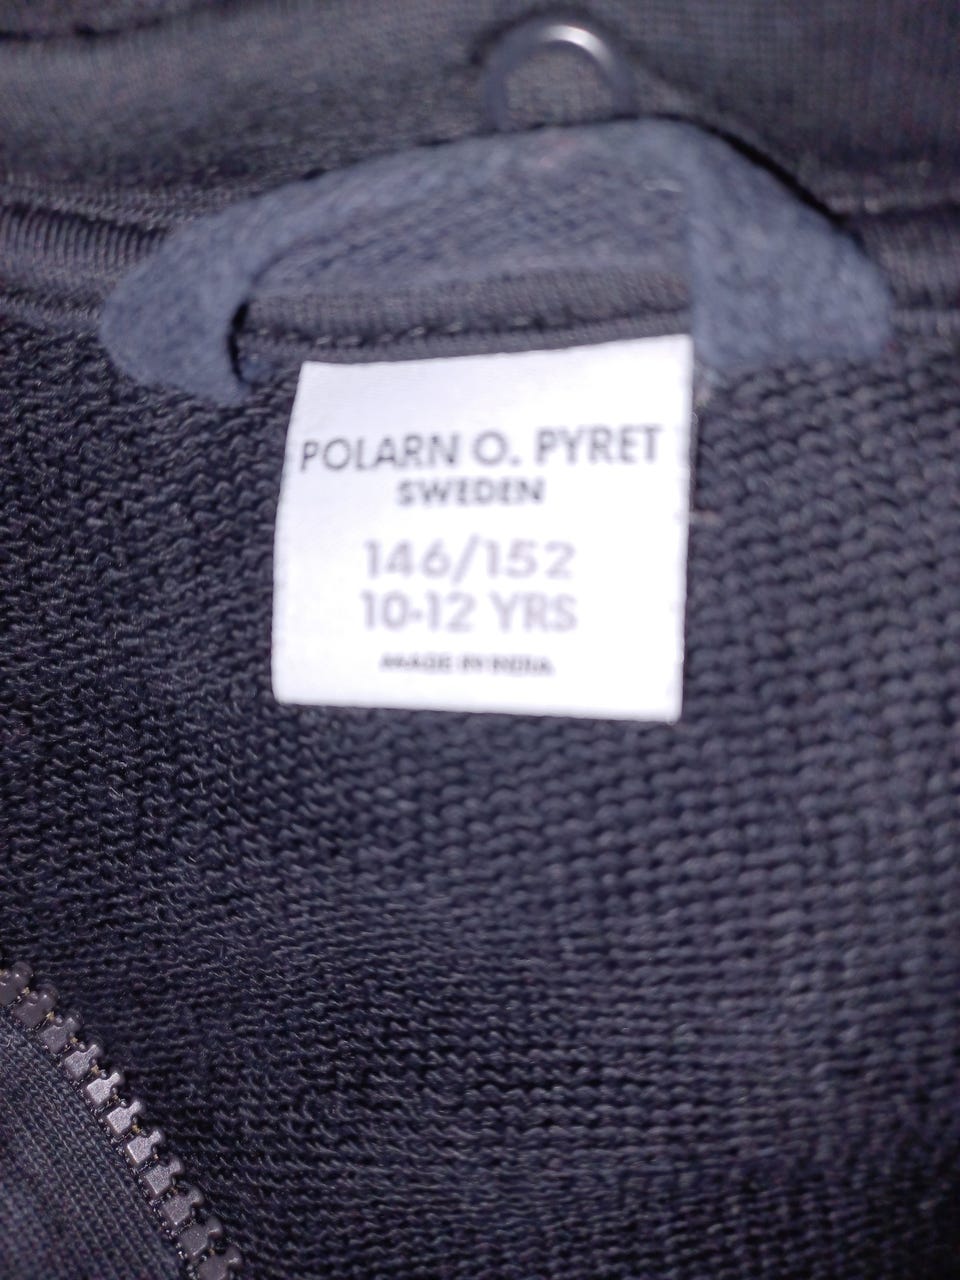 POLARN O. PYRET
SWEDEN
146/152
10-12 YRS
MADE IN INDIA